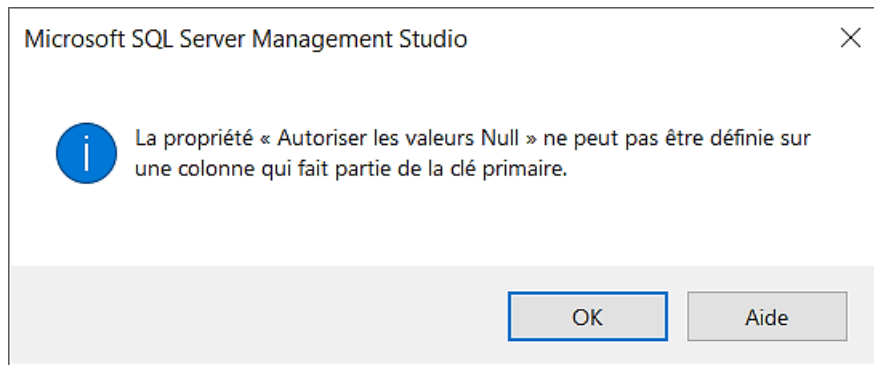 Microsoft SQL Server Management Studio
La propriété « Autoriser les valeurs Null » ne peut pas être définie sur
une colonne qui fait partie de la clé primaire.
OK
Aide